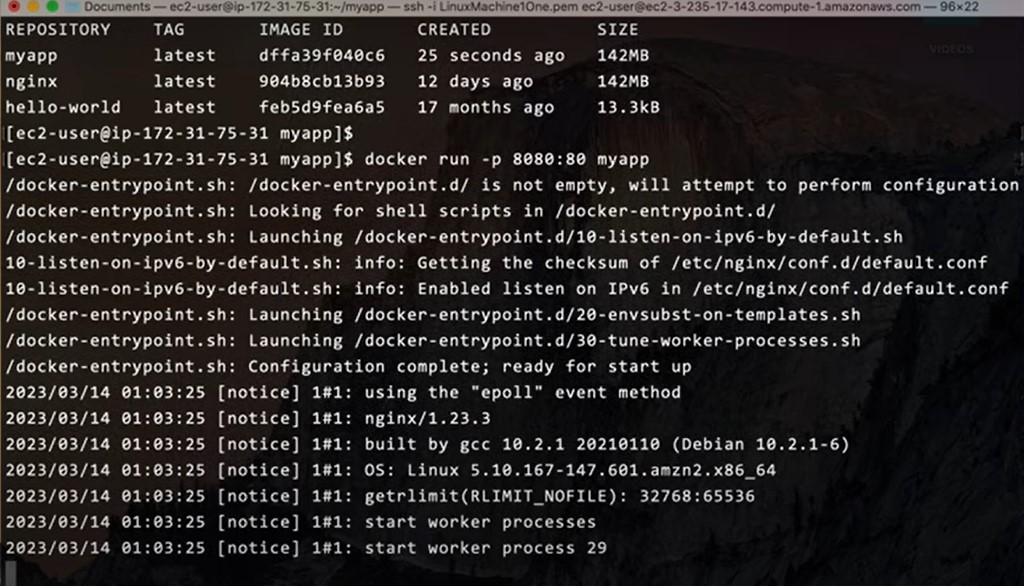 Documents — ec2-user@ip-172-31-75-31:~/myapp — ssh -i LinuxMachine1One.pem ec2-user@ec2-3-235-17-143.compute-1.amazonaws.com — 96×22
REPOSITORY TAG IMAGE ID CREATED SIZE
VIDEOS
myapp latest dffa39f040c6 25 seconds ago 142MB
nginx latest 904b8cb13b93 12 days ago 142MB
hello-world latest feb5d9fea6a5 17 months ago 13.3kB
[ec2-user@ip-172-31-75-31 myapp]$
[ec2-user@ip-172-31-75-31 myapp]$ docker run -p 8080:80 myapp
/docker-entrypoint.sh: /docker-entrypoint.d/ is not empty, will attempt to perform configuration
/docker-entrypoint.sh: Looking for shell scripts in /docker-entrypoint.d/
/docker-entrypoint.sh: Launching /docker-entrypoint.d/10-listen-on-ipv6-by-default.sh
10-listen-on-ipv6-by-default.sh: info: Getting the checksum of /etc/nginx/conf.d/default.conf
10-listen-on-ipv6-by-default.sh: info: Enabled listen on IPv6 in /etc/nginx/conf.d/default.conf
/docker-entrypoint.sh: Launching /docker-entrypoint.d/20-envsubst-on-templates.sh
/docker-entrypoint.sh: Launching /docker-entrypoint.d/30-tune-worker-processes.sh
/docker-entrypoint.sh: Configuration complete; ready for start up
2023/03/14 01:03:25 [notice] 1#1: using the "epoll" event method
2023/03/14 01:03:25 [notice] 1#1: nginx/1.23.3
2023/03/14 01:03:25 [notice] 1#1: built by gcc 10.2.1 20210110 (Debian 10.2.1-6)
2023/03/14 01:03:25 [notice] 1#1: OS: Linux 5.10.167-147.601.amzn2.x86_64
2023/03/14 01:03:25 [notice] 1#1: getrlimit(RLIMIT_NOFILE): 32768:65536
2023/03/14 01:03:25 [notice] 1#1: start worker processes
2023/03/14 01:03:25 [notice] 1#1: start worker process 29